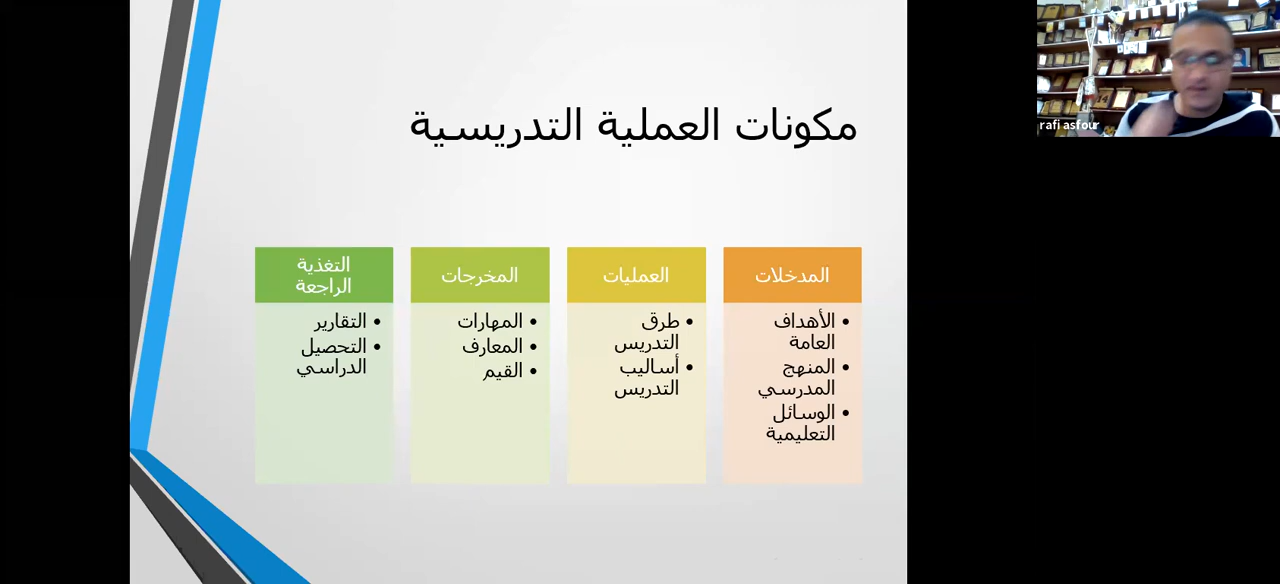 مكونات العملية التدريسية
المدخلات
• الأهداف
العامة
• المنهج
المدرسي
• الوسائل
التعليمية
العمليات
• طرق
التدريس
• أساليب
التدريس
المخرجات
• المهارات
• المعارف
• القيم
التغذية
الراجعة
• التقارير
• التحصيل
الدراسي
rafi asfour